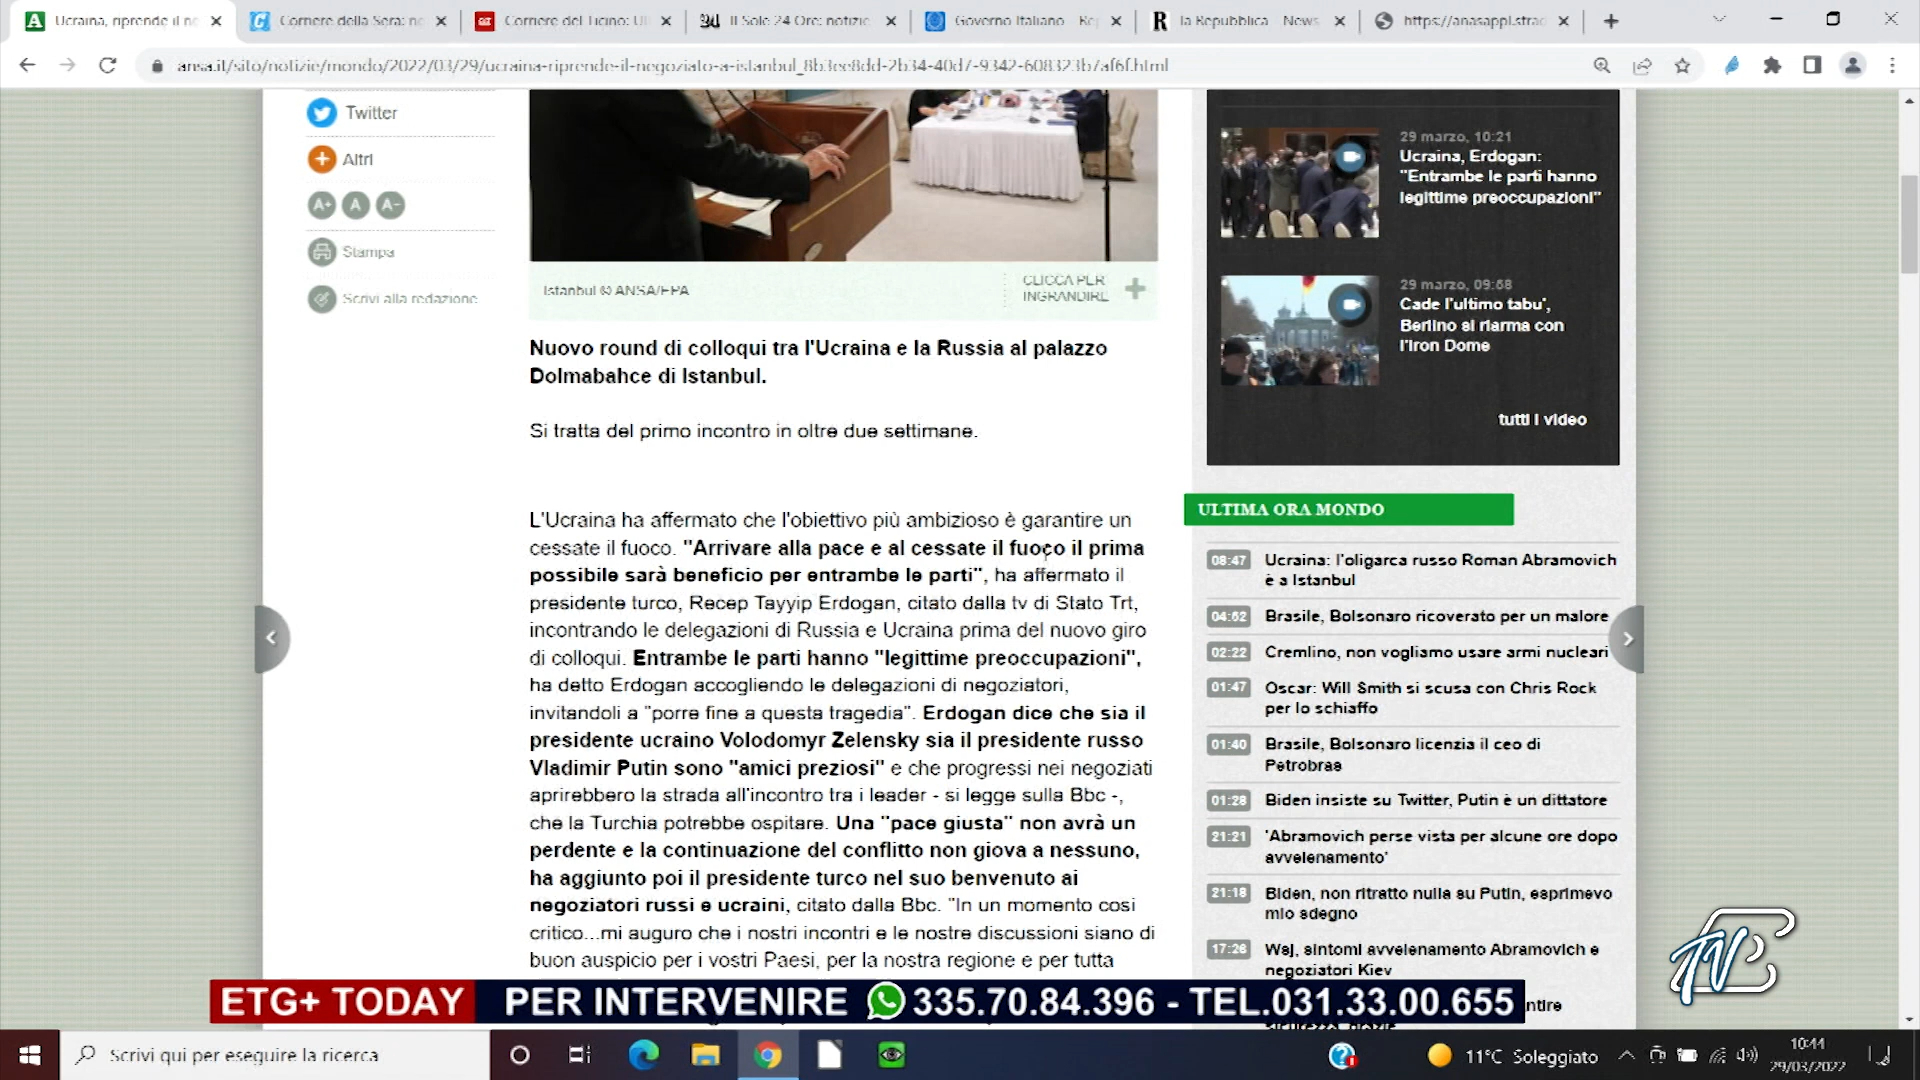 Ucraina, riprende il ne
Corriere della Sera: no
Corriere del Ticino: Ul
Il Sole 24 Ore: notizie
Governo Italiano
la Repubblica - News
ansa.it/sito/notizie/mondo/2022/03/29/ucraina-riprende-il-negoziato-a-istanbul_8b3ee8dd-2b34-40d7-9342-608323b7af6f.html
Twitter
Altri
A+ A A-
Stampa
Scrivi alla redazione
Istanbul © ANSA/EPA
CLICCA PER
INGRANDIRE
Nuovo round di colloqui tra l'Ucraina e la Russia al palazzo
Dolmabahce di Istanbul.
Si tratta del primo incontro in oltre due settimane.
L'Ucraina ha affermato che l'obiettivo più ambizioso è garantire un
cessate il fuoco. "Arrivare alla pace e al cessate il fuoco il prima
possibile sarà beneficio per entrambe le parti", ha affermato il
presidente turco, Recep Tayyip Erdogan, citato dalla tv di Stato Trt,
incontrando le delegazioni di Russia e Ucraina prima del nuovo giro
di colloqui. Entrambe le parti hanno "legittime preoccupazioni",
ha detto Erdogan accogliendo le delegazioni di negoziatori,
invitandoli a "porre fine a questa tragedia". Erdogan dice che sia il
presidente ucraino Volodomyr Zelensky sia il presidente russo
Vladimir Putin sono "amici preziosi" e che progressi nei negoziati
aprirebbero la strada all'incontro tra i leader - si legge sulla Bbc -,
che la Turchia potrebbe ospitare. Una "pace giusta" non avrà un
perdente e la continuazione del conflitto non giova a nessuno,
ha aggiunto poi il presidente turco nel suo benvenuto ai
negoziatori russi e ucraini, citato dalla Bbc. "In un momento così
critico...mi auguro che i nostri incontri e le nostre discussioni siano di
buon auspicio per i vostri Paesi, per la nostra regione e per tutta
29 marzo, 10:21
Ucraina, Erdogan:
"Entrambe le parti hanno
legittime preoccupazioni"
29 marzo, 09:58
Cade l'ultimo tabu',
Berlino si riarma con
l'Iron Dome
tutti i video
ULTIMA ORA MONDO
08:47 Ucraina: l'oligarca russo Roman Abramovich
è a Istanbul
04:52 Brasile, Bolsonaro ricoverato per un malore
02:22 Cremlino, non vogliamo usare armi nucleari
01:47 Oscar: Will Smith si scusa con Chris Rock
per lo schiaffo
01:40 Brasile, Bolsonaro licenzia il ceo di
Petrobras
01:28 Biden insiste su Twitter, Putin è un dittatore
21:21 'Abramovich perse vista per alcune ore dopo
avvelenamento'
21:18 Biden, non ritratto nulla su Putin, esprimevo
mio sdegno
17:26 Wsj, sintomi avvelenamento Abramovich e
negoziatori Kiev
ntire
TVC
ETG+ TODAY PER INTERVENIRE 335.70.84.396 - TEL.031.33.00.655
Scrivi qui per eseguire la ricerca
11°C Soleggiato
10:44
29/03/2022